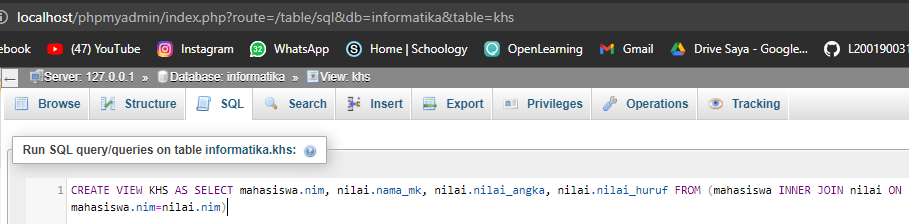 localhost/phpmyadmin/index.php?route=/table/sql&db=informatika&table=khs
ebook (47) YouTube Instagram 32 WhatsApp S Home | Schoology OpenLearning Gmail Drive Saya - Google... L200190031
← Server: 127.0.0.1 » Database: informatika » View: khs
Browse Structure SQL Search Insert Export Privileges Operations Tracking
Run SQL query/queries on table informatika.khs:
1 CREATE VIEW KHS AS SELECT mahasiswa.nim, nilai.nama_mk, nilai.nilai_angka, nilai.nilai_huruf FROM (mahasiswa INNER JOIN nilai ON
mahasiswa.nim=nilai.nim)